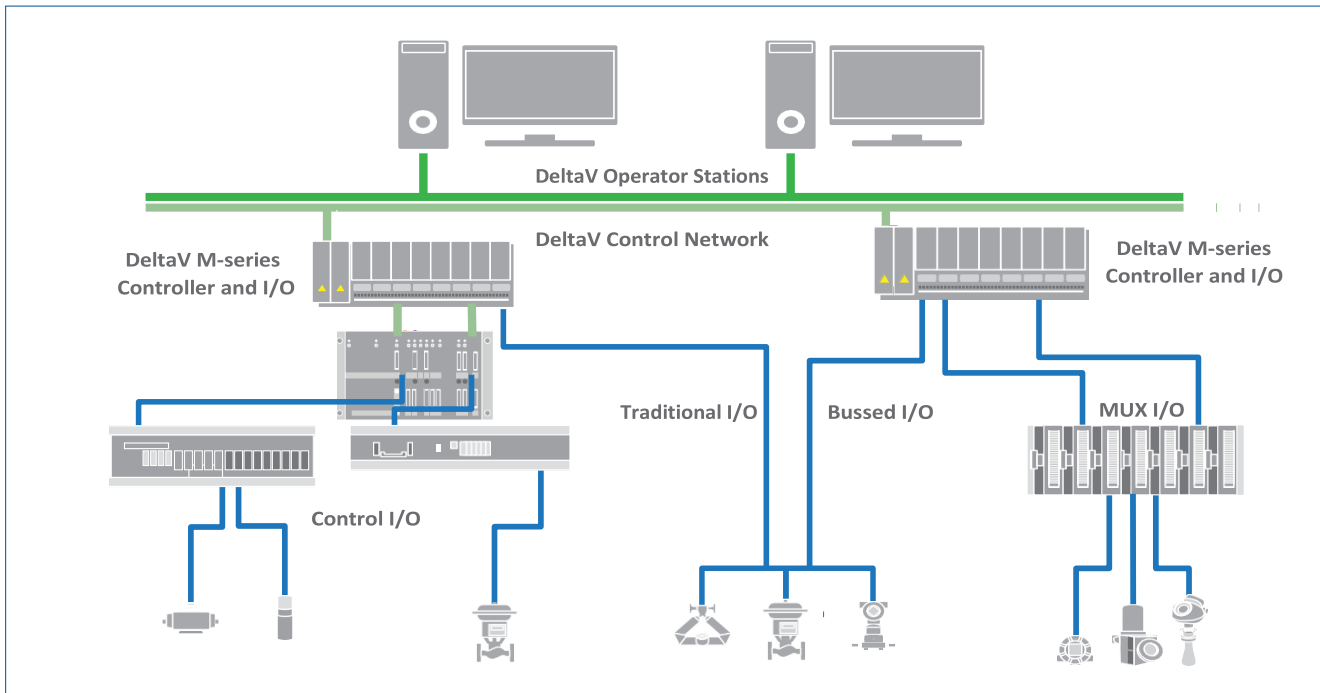 DeltaV Operator Stations
DeltaV Control Network
DeltaV M-series
Controller and I/O
DeltaV M-series
Controller and I/O
Traditional I/O
Bussed I/O
MUX I/O
Control I/O